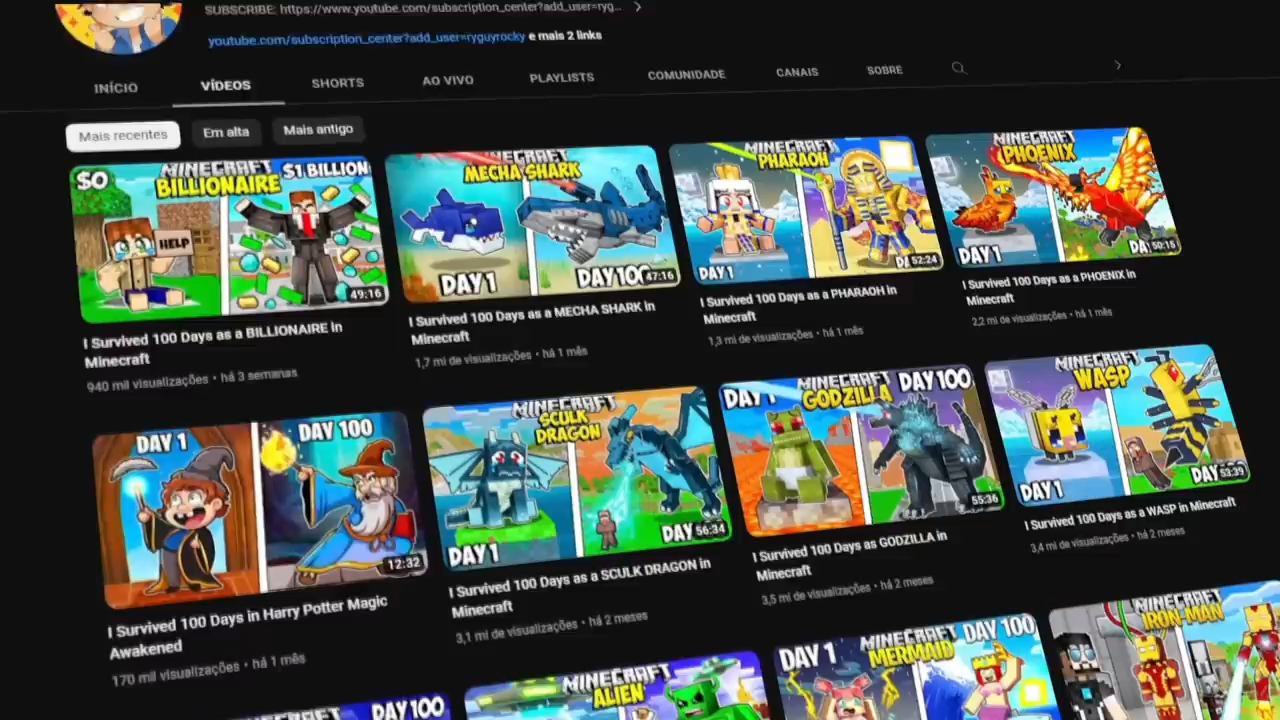 SUBSCRIBE: https://www.youtube.com/subscription_center?add_user=ryg...
youtube.com/subscription_center?add_user=ryguyrocky e mais 2 links
INÍCIO VÍDEOS SHORTS AO VIVO PLAYLISTS COMUNIDADE CANAIS SOBRE
Mais recentes Em alta Mais antigo
$0 MINECRAFT $1 BILLION
BILLIONAIRE
HELP
49:16
I Survived 100 Days as a BILLIONAIRE in
Minecraft
940 mil visualizações • há 3 semanas
MINECRAFT
MECHA SHARK
DAY 1 DAY 100
47:16
I Survived 100 Days as a MECHA SHARK in
Minecraft
1,7 mi de visualizações • há 1 mês
MINECRAFT
PHARAOH
DAY 1
52:24
I Survived 100 Days as a PHARAOH in
Minecraft
1,3 mi de visualizações • há 1 mês
MINECRAFT
PHOENIX
DAY 1 DA
50:15
I Survived 100 Days as a PHOENIX in
Minecraft
2,2 mi de visualizações • há 1 mês
DAY 1 DAY 100
12:32
I Survived 100 Days in Harry Potter Magic
Awakened
170 mil visualizações • há 1 mês
MINECRAFT
SCULK
DRAGON
DAY 1 DAY
56:34
I Survived 100 Days as a SCULK DRAGON in
Minecraft
3,1 mi de visualizações • há 2 meses
DAY 1 MINECRAFT DAY 100
GODZILLA
55:36
I Survived 100 Days as GODZILLA in
Minecraft
3,5 mi de visualizações • há 2 meses
MINECRAFT
WASP
DAY 1 DAY
53:39
I Survived 100 Days as a WASP in Minecraft
3,4 mi de visualizações • há 2 meses
MINECRAFT DAY 100
MINECRAFT
ALIEN
DAY 1 MINECRAFT DAY 100
MERMAID
MINECRAFT
IRON-MAN